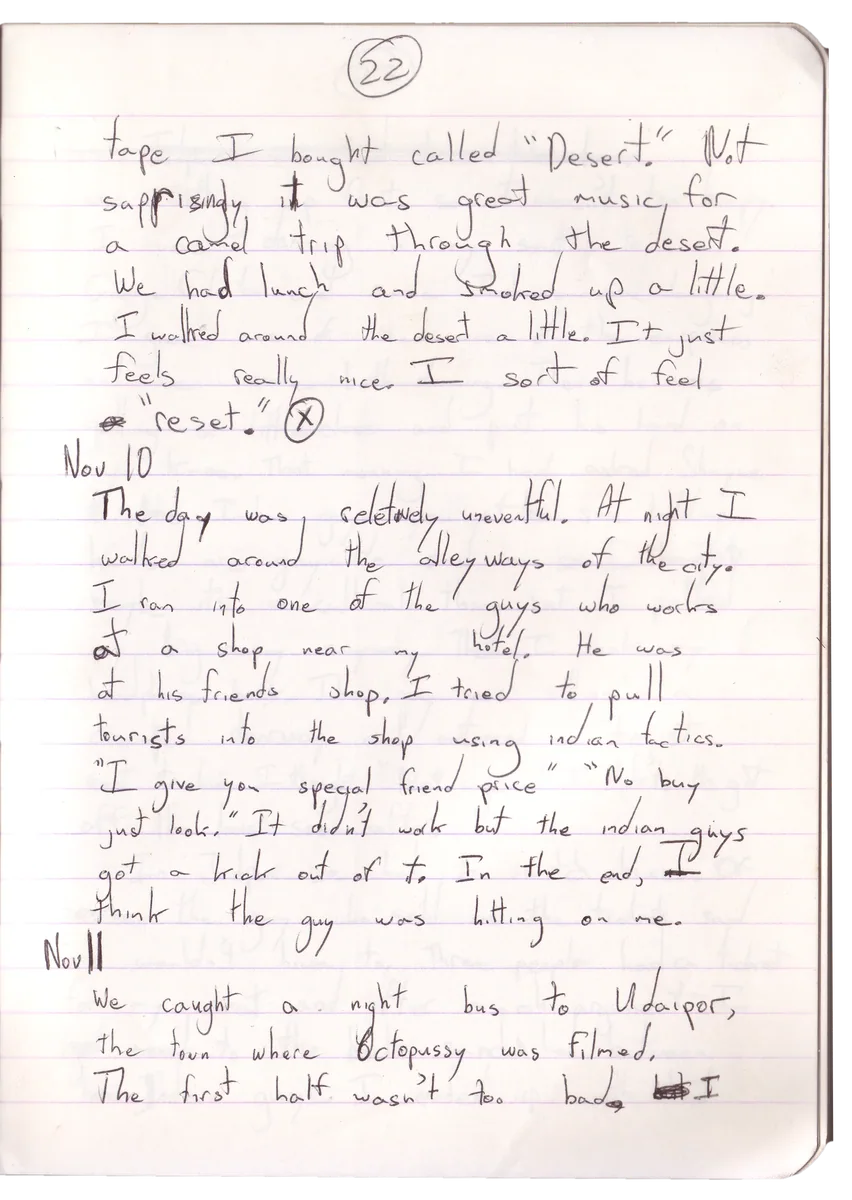 22
tape I bought called "Desert." Not
sapprisingly it was great music for
a camel trip through the desert.
We had lunch and smoked up a little.
I walked around the desert a little. It just
feels really nice. I sort of feel
"reset." X
Nov 10
The day was reletively uneventful. At night I
walked around the alleyways of the city.
I ran into one of the guys who works
at a shop near my hotel. He was
at his friends shop. I tried to pull
tourists into the shop using indian tactics.
"I give you special friend price" "No buy
just look." It didn't work but the indian guys
got a kick out of it. In the end, I
think the guy was hitting on me.
Nov 11
We caught a night bus to Udaipor,
the town where Octopussy was filmed.
The first half wasn't too bad, I